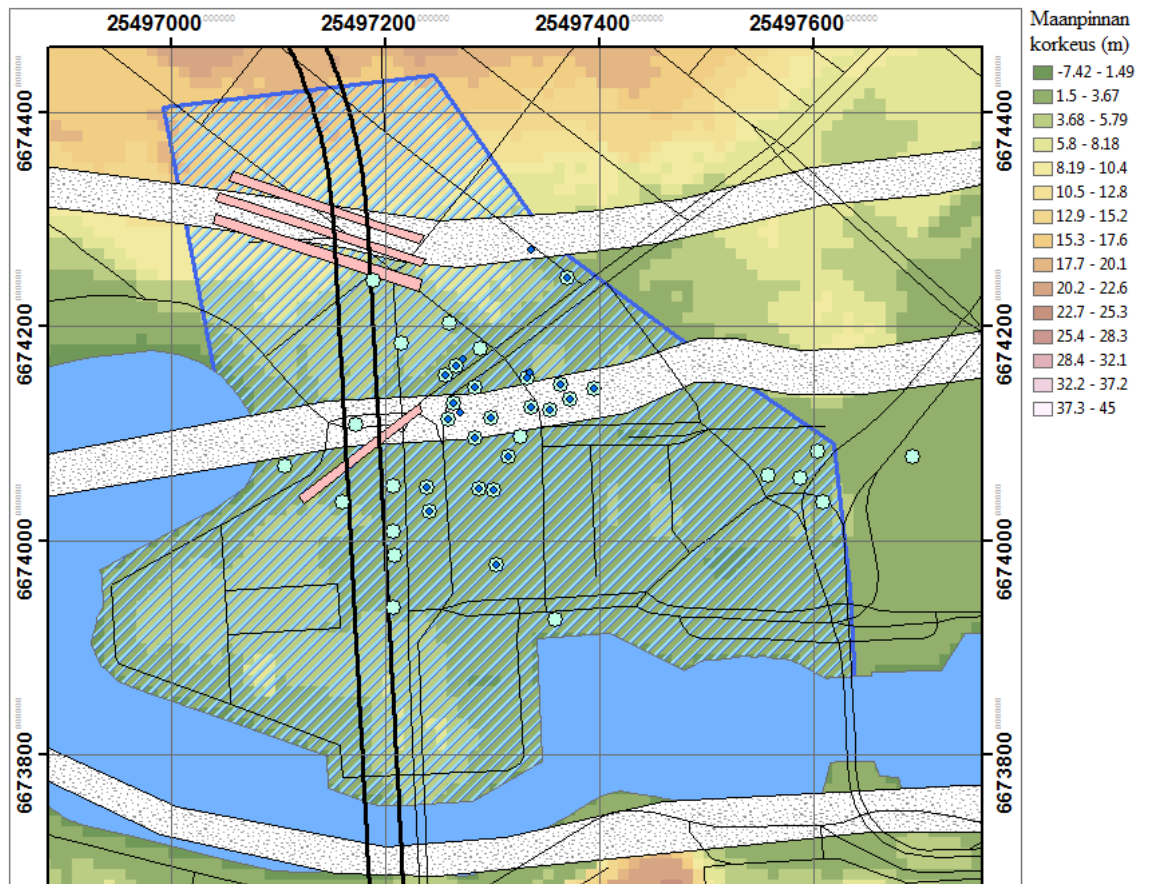 25497000 25497200 25497400 25497600
Maanpinnan
korkeus (m)
-7.42 - 1.49
1.5 - 3.67
3.68 - 5.79
5.8 - 8.18
8.19 - 10.4
10.5 - 12.8
12.9 - 15.2
15.3 - 17.6
17.7 - 20.1
20.2 - 22.6
22.7 - 25.3
25.4 - 28.3
28.4 - 32.1
32.2 - 37.2
37.3 - 45
6674400 6674400
6674200 6674200
6674000 6674000
6673800 6673800